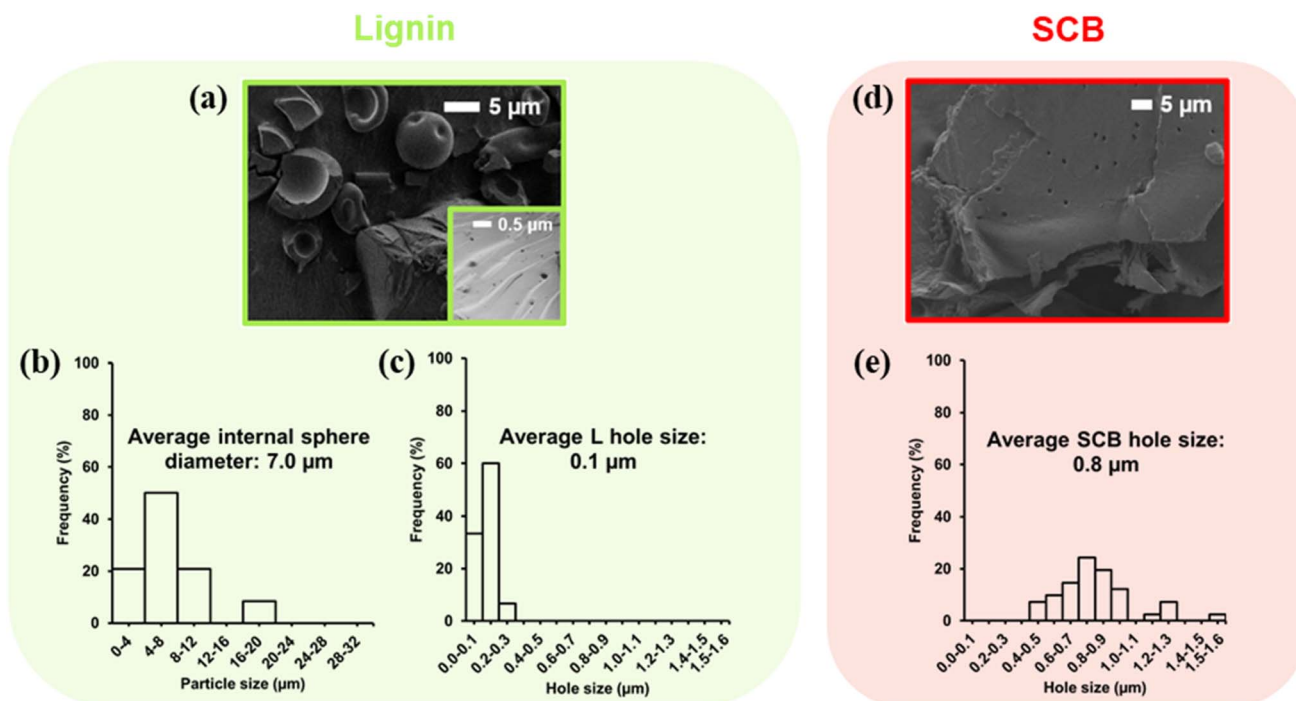 Lignin
SCB
(a)
5 µm
0.5 µm
(d)
5 µm
(b)
100
80
60
40
20
0
Frequency (%)
Average internal sphere
diameter: 7.0 µm
0-4
4-8
8-12
12-16
16-20
20-24
24-28
28-32
Particle size (µm)
(c)
100
80
60
40
20
0
Frequency (%)
Average L hole size:
0.1 µm
0.0-0.1
0.2-0.3
0.4-0.5
0.6-0.7
0.8-0.9
1.0-1.1
1.2-1.3
1.4-1.5
1.5-1.6
Hole size (µm)
(e)
100
80
60
40
20
0
Frequency (%)
Average SCB hole size:
0.8 µm
0.0-0.1
0.2-0.3
0.4-0.5
0.6-0.7
0.8-0.9
1.0-1.1
1.2-1.3
1.4-1.5
1.5-1.6
Hole size (µm)